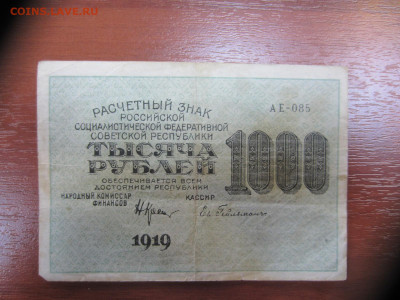 COINS.LAVE.RU
РАСЧЕТНЫЙ ЗНАК
РОССИЙСКОЙ
СОЦИАЛИСТИЧЕСКОЙ ФЕДЕРАТИВНОЙ
СОВЕТСКОЙ РЕСПУБЛИКИ
ТЫСЯЧА
РУБЛЕЙ
ОБЕСПЕЧИВАЕТСЯ ВСЕМ
ДОСТОЯНИЕМ РЕСПУБЛИКИ
НАРОДНЫЙ КОМИССАР
ФИНАНСОВ
КАССИР
1919
АЕ-085
1000